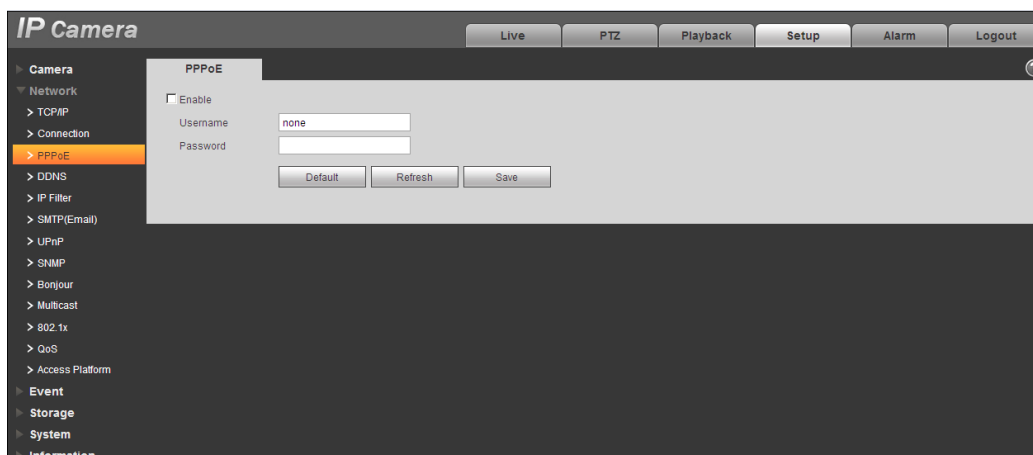 IP Camera
Live PTZ Playback Setup Alarm Logout
Camera
Network
TCP/IP
Connection
PPPoE
DDNS
IP Filter
SMTP(Email)
UPnP
SNMP
Bonjour
Multicast
802.1x
QoS
Access Platform
Event
Storage
System
Information
PPPoE
Enable
Username none
Password
Default Refresh Save